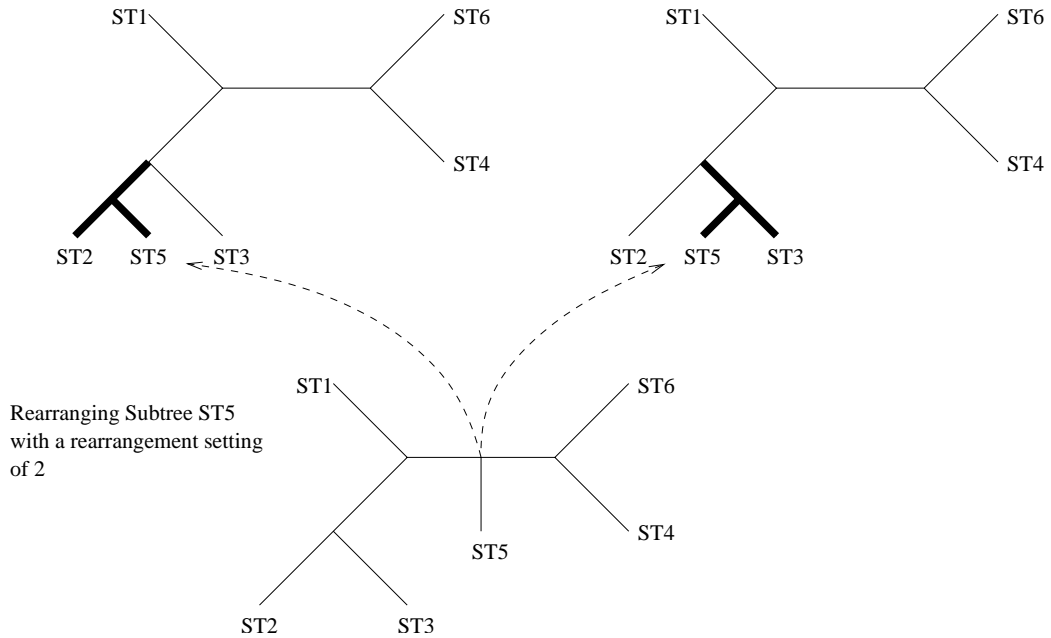 ST1
ST6
ST1
ST6
ST4
ST4
ST2
ST5
ST3
ST2
ST5
ST3
ST1
ST6
Rearranging Subtree ST5
with a rearrangement setting
of 2
ST5
ST4
ST2
ST3